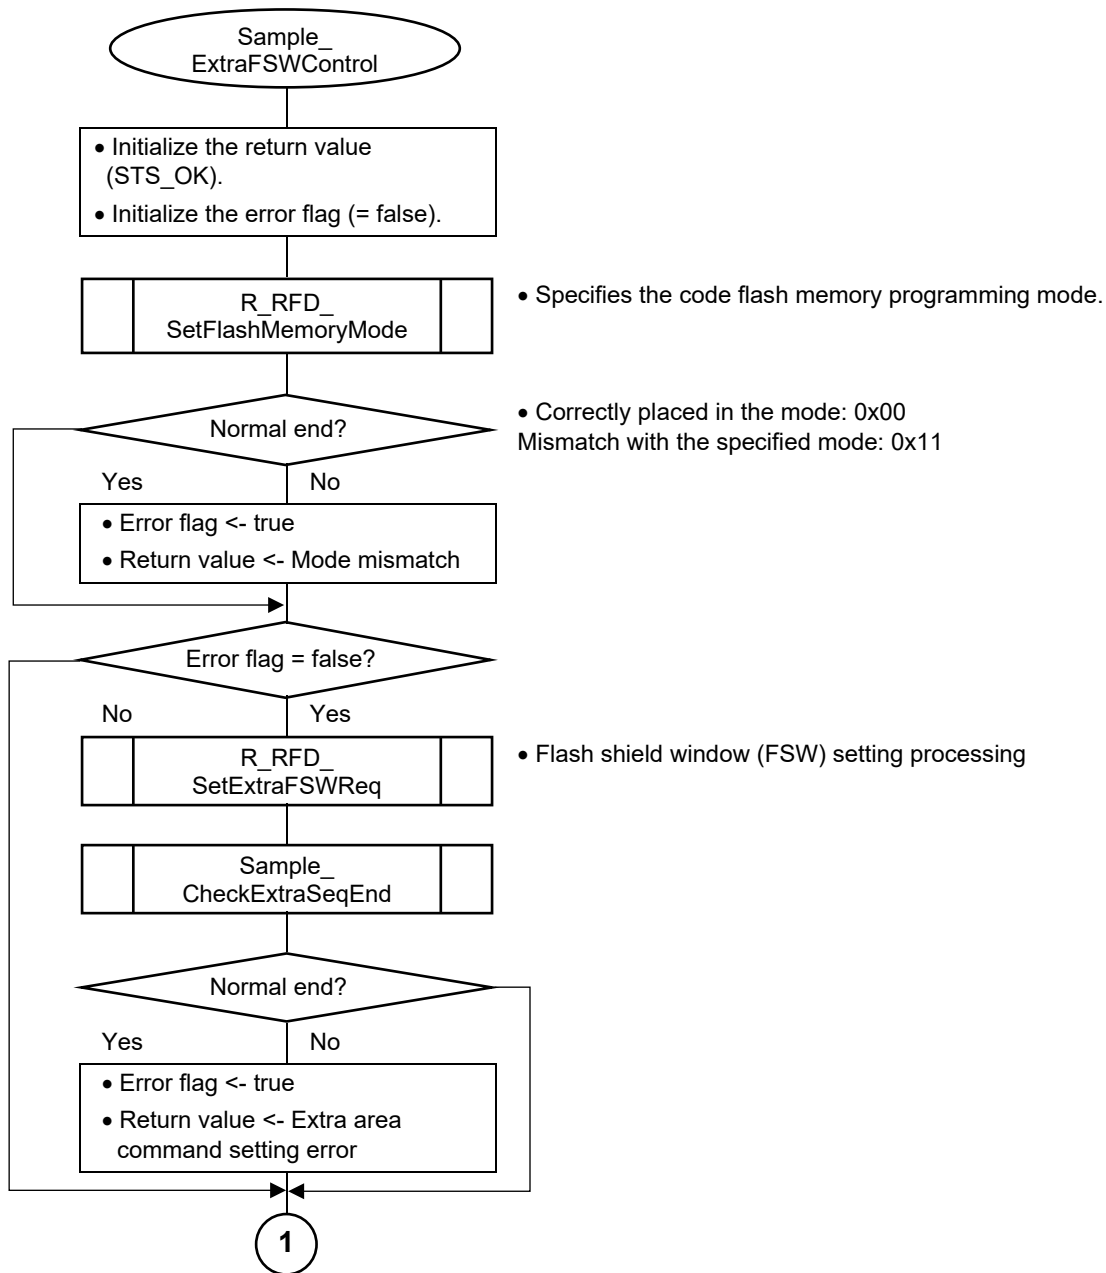 Sample_
ExtraFSWControl
• Initialize the return value
(STS_OK).
• Initialize the error flag (= false).
R_RFD_
SetFlashMemoryMode
• Specifies the code flash memory programming mode.
Normal end?
• Correctly placed in the mode: 0x00
Mismatch with the specified mode: 0x11
Yes
No
• Error flag <- true
• Return value <- Mode mismatch
Error flag = false?
No
Yes
R_RFD_
SetExtraFSWReq
• Flash shield window (FSW) setting processing
Sample_
CheckExtraSeqEnd
Normal end?
Yes
No
• Error flag <- true
• Return value <- Extra area
command setting error
1